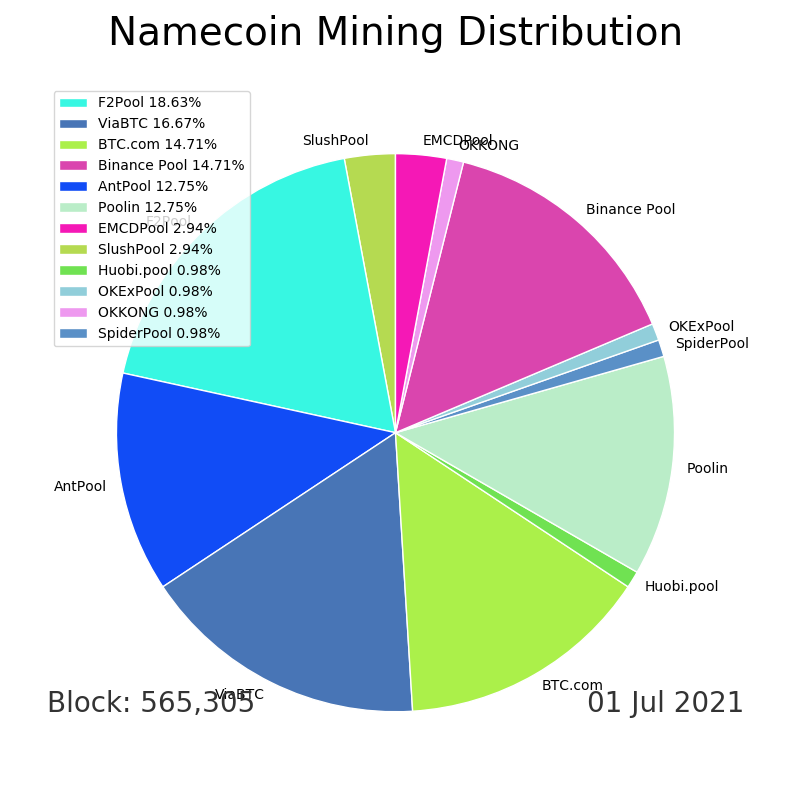 Namecoin Mining Distribution
F2Pool 18.63%
ViaBTC 16.67%
BTC.com 14.71%
Binance Pool 14.71%
AntPool 12.75%
Poolin 12.75%
EMCDPool 2.94%
SlushPool 2.94%
Huobi.pool 0.98%
OKExPool 0.98%
OKKONG 0.98%
SpiderPool 0.98%
SlushPool
EMCDPool
OKKONG
Binance Pool
F2Pool
OKExPool
SpiderPool
Poolin
AntPool
Huobi.pool
BTC.com
ViaBTC
Block: 565,305
01 Jul 2021